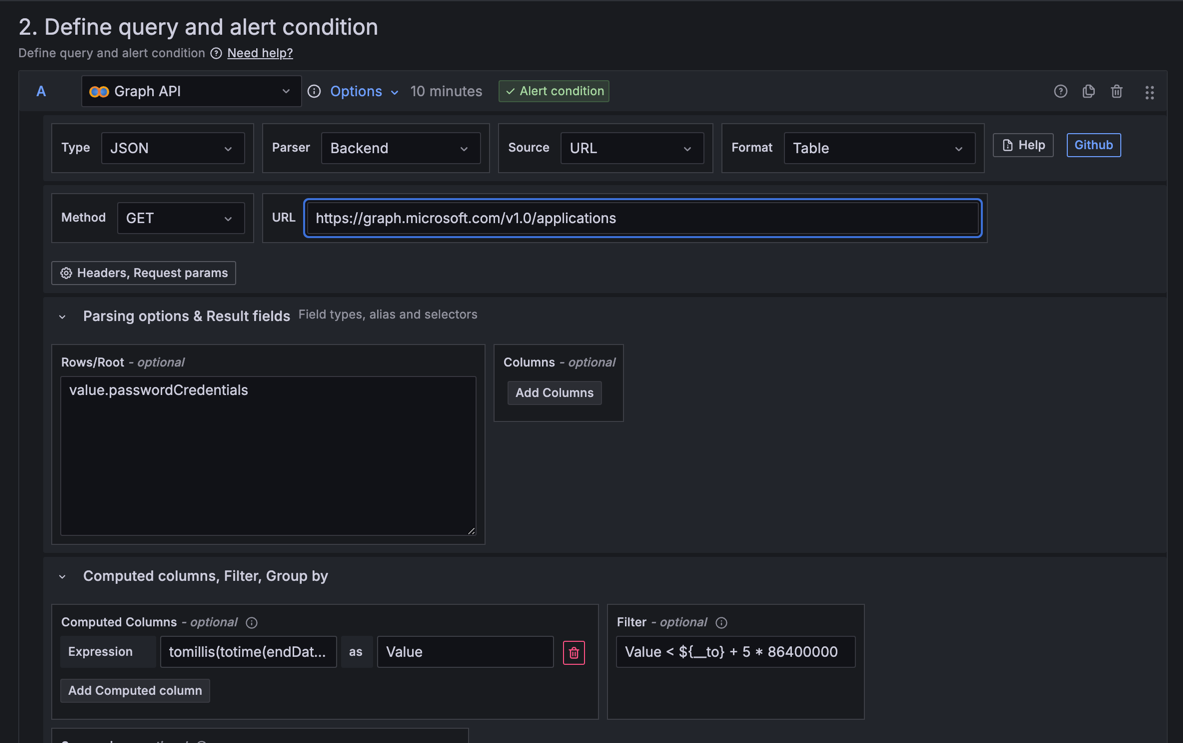 2. Define query and alert condition
Define query and alert condition Need help?
A Graph API Options 10 minutes Alert condition
Type JSON Parser Backend Source URL Format Table Help Github
Method GET URL https://graph.microsoft.com/v1.0/applications
Headers, Request params
Parsing options & Result fields Field types, alias and selectors
Rows/Root - optional Columns - optional
value.passwordCredentials
Add Columns
Computed columns, Filter, Group by
Computed Columns - optional Filter - optional
Expression tomillis(totime(endDat... as Value Value < ${__to} + 5 * 86400000
Add Computed column